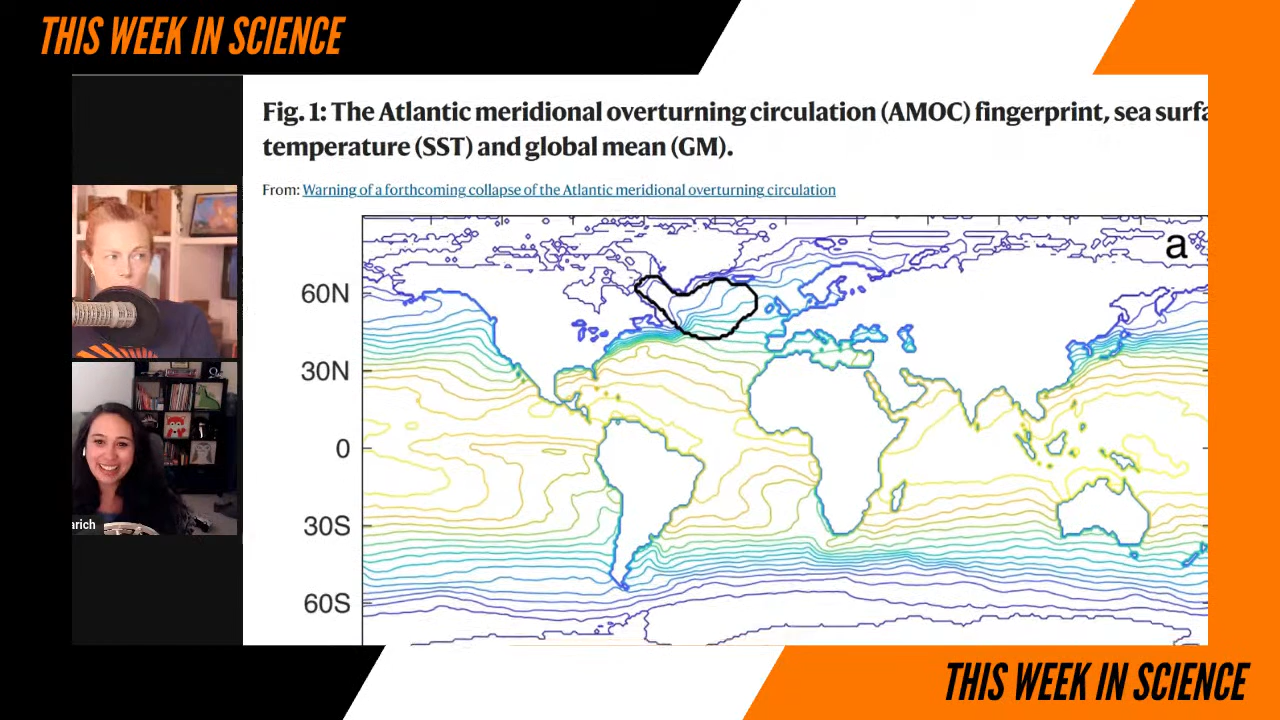 THIS WEEK IN SCIENCE
Fig. 1: The Atlantic meridional overturning circulation (AMOC) fingerprint, sea surfa
temperature (SST) and global mean (GM).
From: Warning of a forthcoming collapse of the Atlantic meridional overturning circulation
a
60N
30N
0
30S
60S
arich
THIS WEEK IN SCIENCE